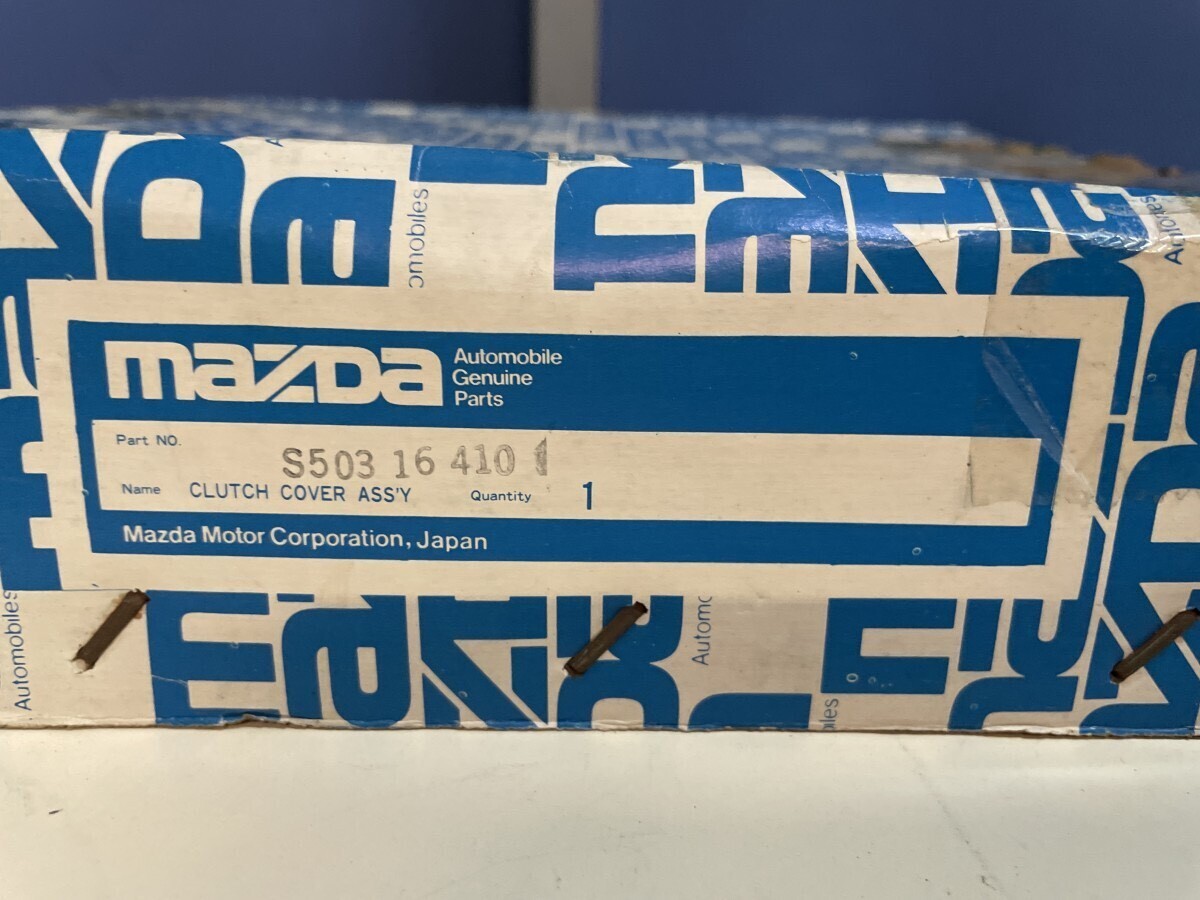 Automobiles
mazda Automobile
Genuine
Parts
Part NO. S503 16 410
Name CLUTCH COVER ASS'Y Quantity 1
Mazda Motor Corporation, Japan
Automobiles